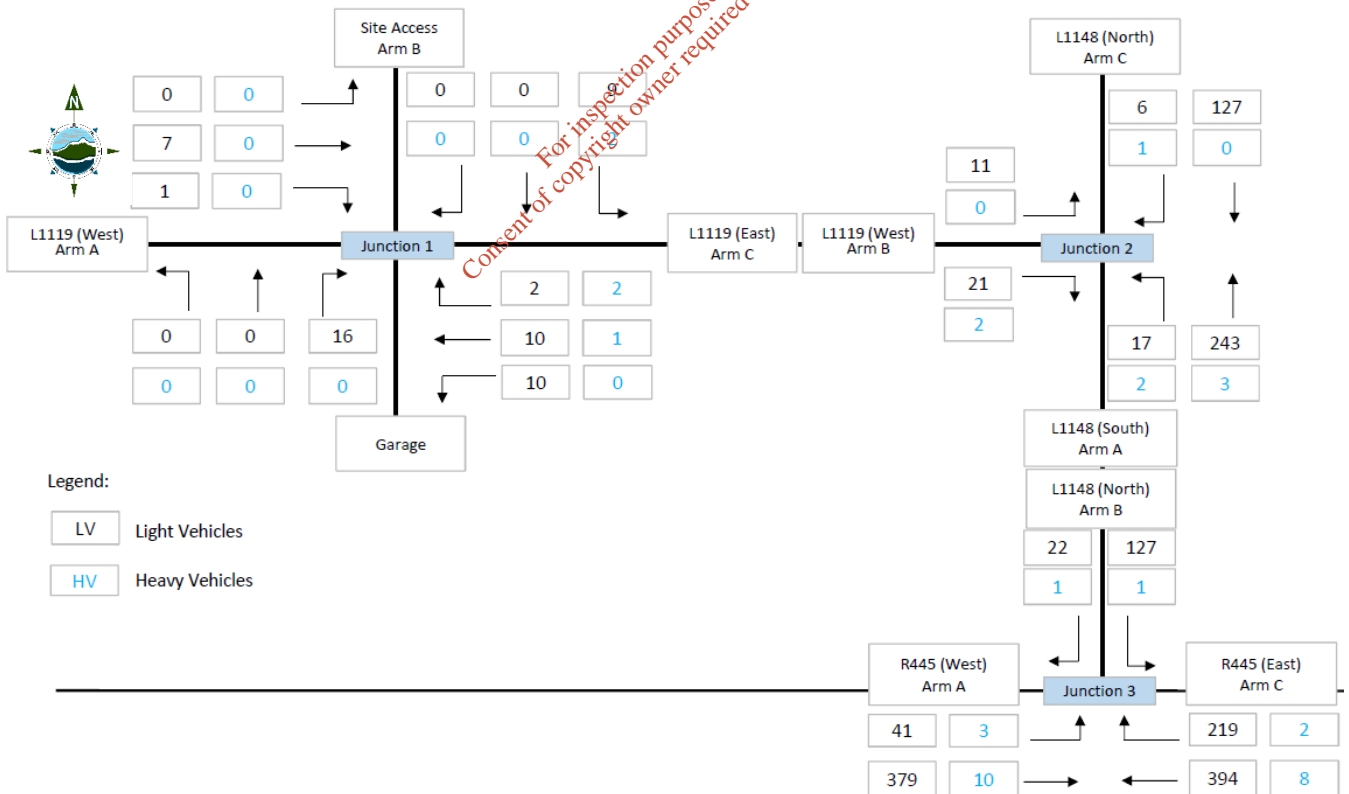 Site Access
Arm B
L1148 (North)
Arm C
For inspection purpose
Consent of copyright owner required
N
0 0
7 0
1 0
0 0 9
0 0 2
L1119 (West)
Arm A
Junction 1
L1119 (East)
Arm C
L1119 (West)
Arm B
Junction 2
6 127
1 0
11
0
21
2
2 2
10 1
10 0
0 0 16
0 0 0
17 243
2 3
Garage
L1148 (South)
Arm A
L1148 (North)
Arm B
22 127
1 1
Legend:
LV Light Vehicles
HV Heavy Vehicles
R445 (West)
Arm A
Junction 3
R445 (East)
Arm C
41 3
219 2
379 10
394 8